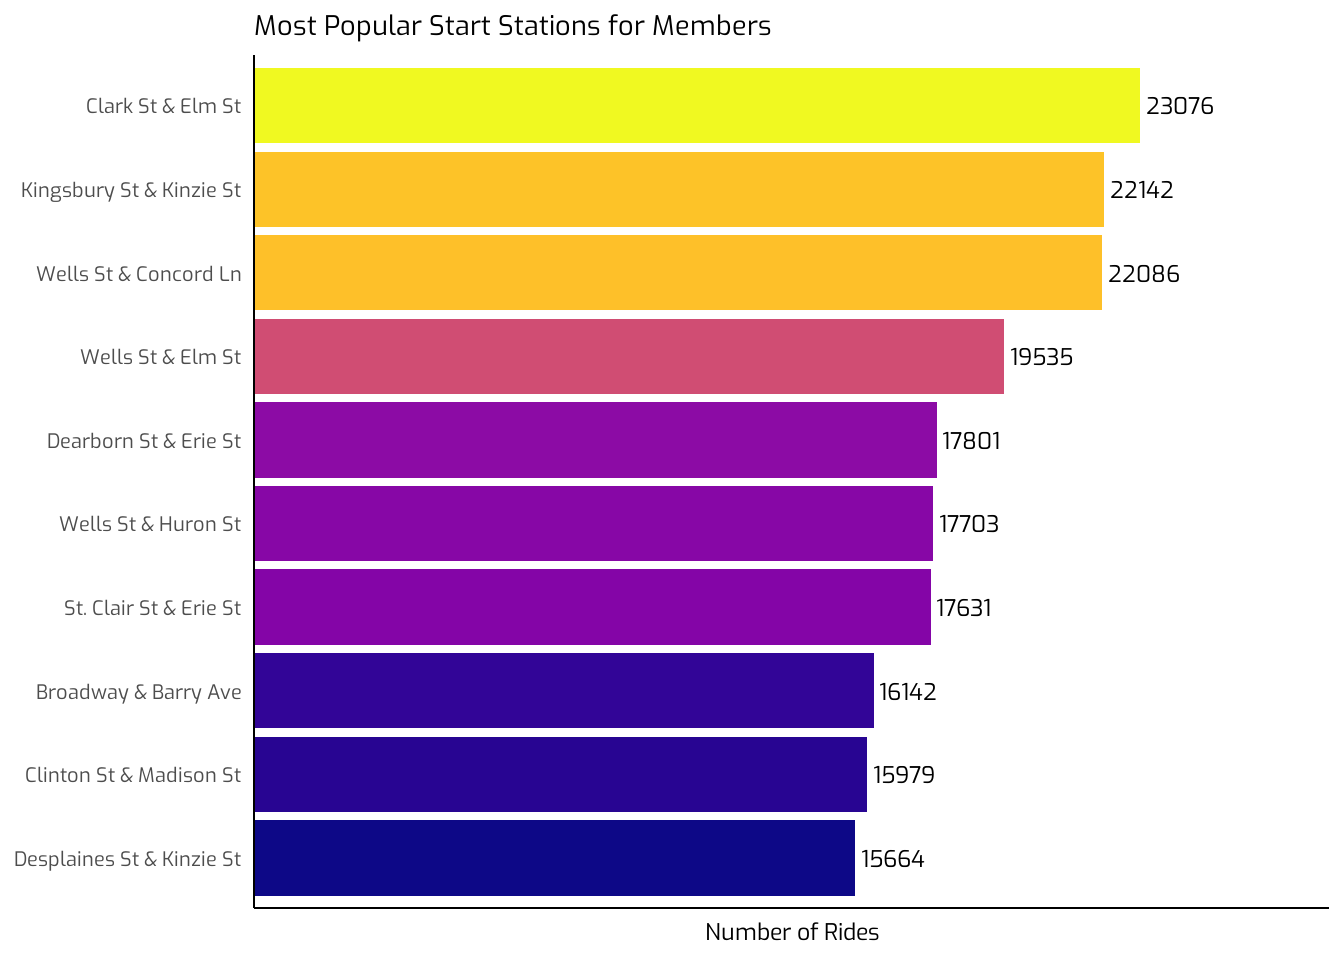 Most Popular Start Stations for Members
Clark St & Elm St 23076
Kingsbury St & Kinzie St 22142
Wells St & Concord Ln 22086
Wells St & Elm St 19535
Dearborn St & Erie St 17801
Wells St & Huron St 17703
St. Clair St & Erie St 17631
Broadway & Barry Ave 16142
Clinton St & Madison St 15979
Desplaines St & Kinzie St 15664
Number of Rides